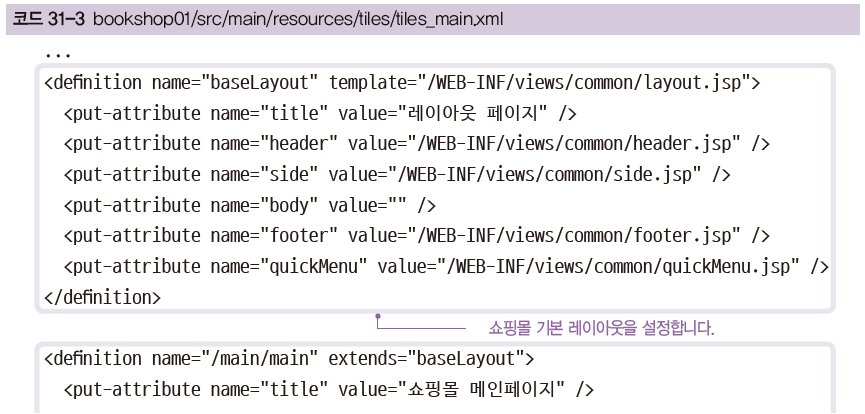 코드 31-3 bookshop01/src/main/resources/tiles/tiles_main.xml
...
<definition name="baseLayout" template="/WEB-INF/views/common/layout.jsp">
<put-attribute name="title" value="레이아웃 페이지" />
<put-attribute name="header" value="/WEB-INF/views/common/header.jsp" />
<put-attribute name="side" value="/WEB-INF/views/common/side.jsp" />
<put-attribute name="body" value="" />
<put-attribute name="footer" value="/WEB-INF/views/common/footer.jsp" />
<put-attribute name="quickMenu" value="/WEB-INF/views/common/quickMenu.jsp" />
</definition>
쇼핑몰 기본 레이아웃을 설정합니다.
<definition name="/main/main" extends="baseLayout">
<put-attribute name="title" value="쇼핑몰 메인페이지" />